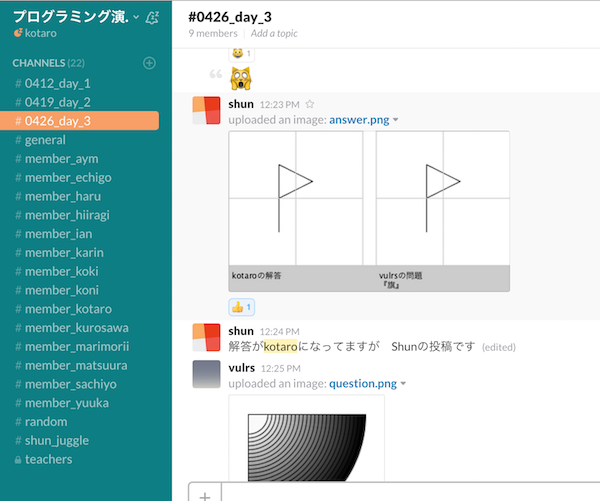 プログラミング演.
kotaro
CHANNELS (22)
# 0412_day_1
# 0419_day_2
# 0426_day_3
# general
# member_aym
# member_echigo
# member_haru
# member_hiiragi
# member_ian
# member_karin
# member_koki
# member_koni
# member_kotaro
# member_kurosawa
# member_marimorii
# member_matsuura
# member_sachiyo
# member_yuuka
# random
# shun_juggle
teachers
#0426_day_3
9 members | Add a topic
1
shun 12:23 PM
uploaded an image: answer.png
kotaroの解答
vulrsの問題
『旗』
1
shun 12:24 PM
解答がkotaroになってますが　Shunの投稿です (edited)
vulrs 12:25 PM
uploaded an image: question.png